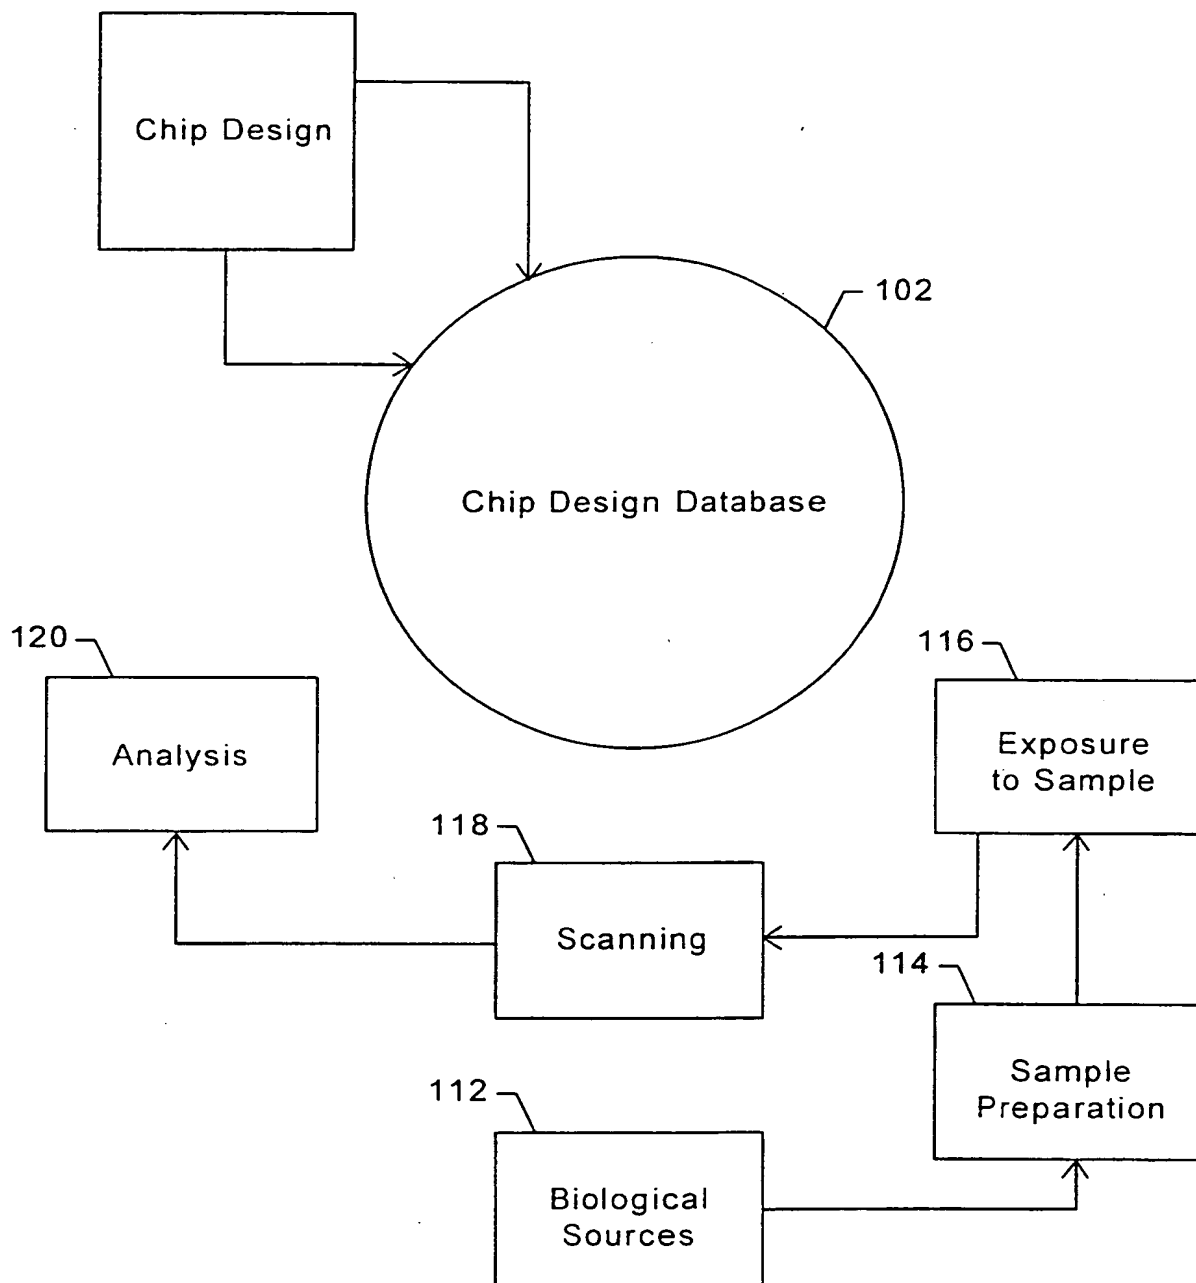 Chip Design
102
Chip Design Database
120
116
Analysis
Exposure
to Sample
118
Scanning
114
Sample
Preparation
112
Biological
Sources